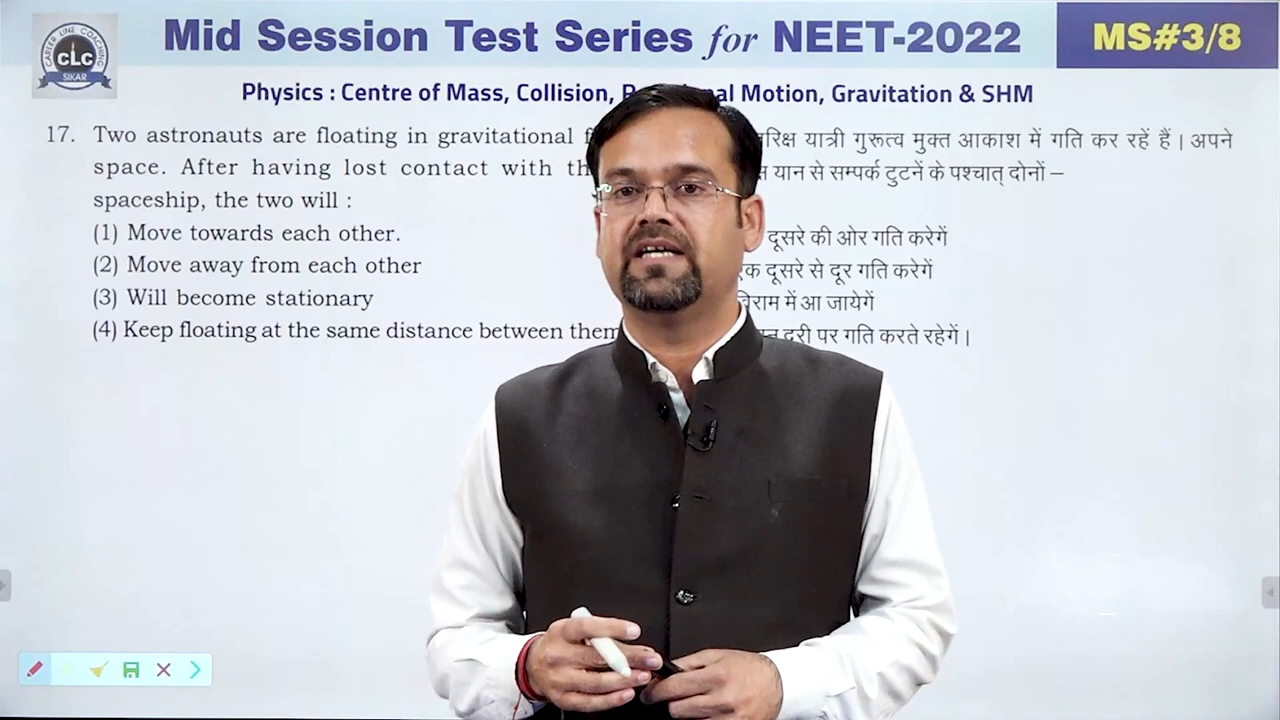 CAREER LINE COACHING
CLC
SIKAR
Mid Session Test Series for NEET-2022
MS#3/8
Physics : Centre of Mass, Collision, Motion, Gravitation & SHM
17. Two astronauts are floating in gravitational
space. After having lost contact with
spaceship, the two will :
(1) Move towards each other.
(2) Move away from each other
(3) Will become stationary
(4) Keep floating at the same distance between them
यात्री गुरूत्व मुक्त आकाश में गति कर रहें हैं। अपने
यान से सम्पर्क टुटनें के पश्चात् दोनों –
दूसरे की ओर गति करेगें
दूसरे से दूर गति करेगें
विराम में आ जायेगें
दूरी पर गति करते रहेगें।